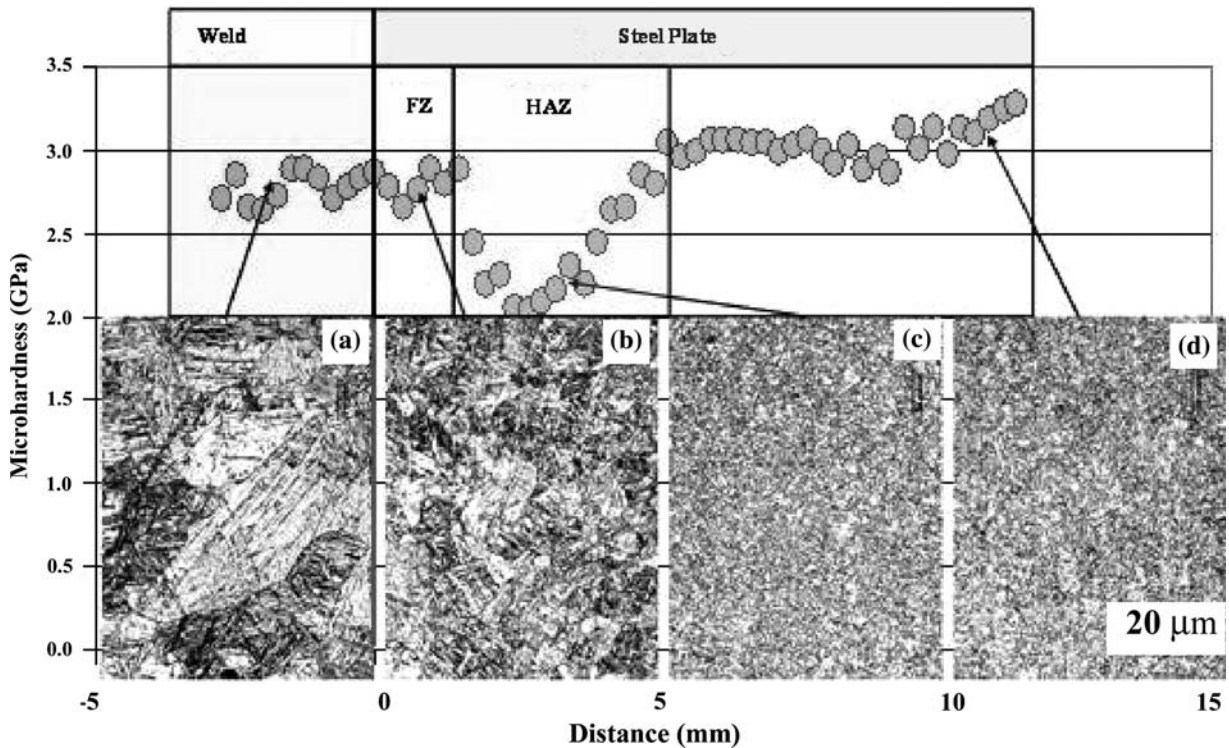 Weld
Steel Plate
3.5
FZ
HAZ
3.0
2.5
2.0
(a)
(b)
(c)
(d)
1.5
1.0
0.5
20 µm
0.0
-5
0
5
10
15
Microhardness (GPa)
Distance (mm)